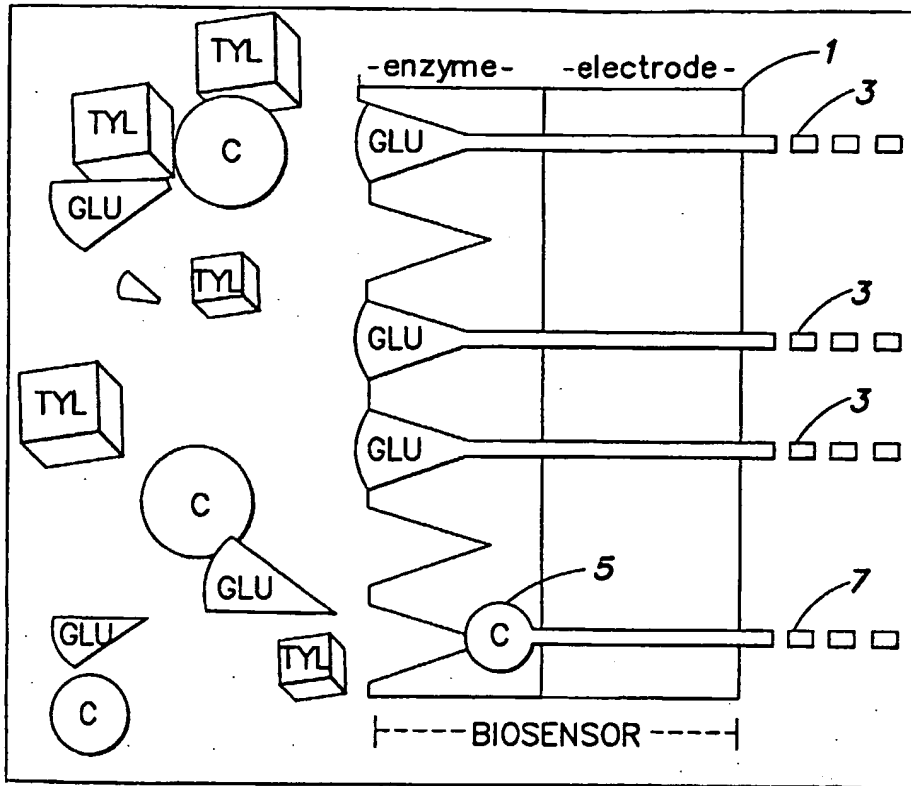 TYL
-enzyme- -electrode- 1
3
TYL
GLU
C
GLU
TYL
3
GLU
TYL
3
GLU
C
GLU
5
7
GLU
C
TYL
C
|----BIOSENSOR----|